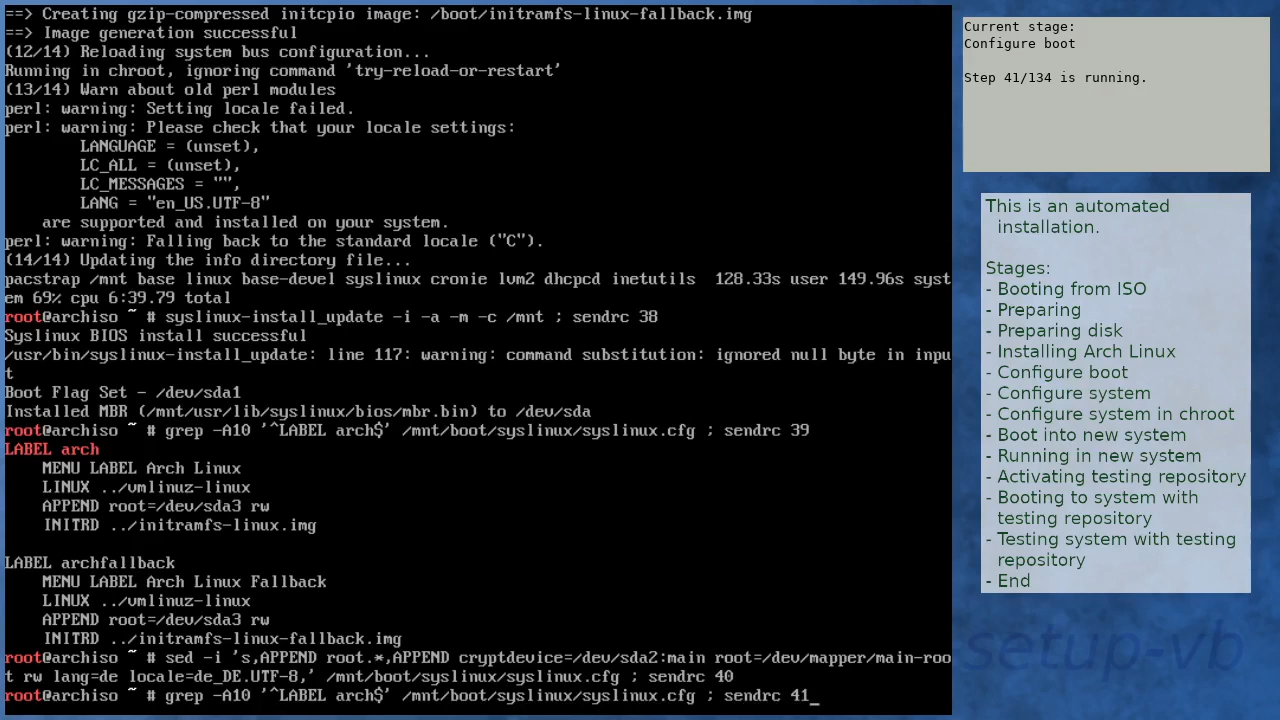 ==> Creating gzip-compressed initcpio image: /boot/initramfs-linux-fallback.img
==> Image generation successful
(12/14) Reloading system bus configuration...
Running in chroot, ignoring command 'try-reload-or-restart'
(13/14) Warn about old perl modules
perl: warning: Setting locale failed.
perl: warning: Please check that your locale settings:
        LANGUAGE = (unset),
        LC_ALL = (unset),
        LC_MESSAGES = "",
        LANG = "en_US.UTF-8"
    are supported and installed on your system.
perl: warning: Falling back to the standard locale ("C").
(14/14) Updating the info directory file...
pacstrap /mnt base linux base-devel syslinux cronie lvm2 dhcpcd inetutils  128.33s user 149.96s syst
em 69% cpu 6:39.79 total
root@archiso ~ # syslinux-install_update -i -a -m -c /mnt ; sendrc 38
Syslinux BIOS install successful
/usr/bin/syslinux-install_update: line 117: warning: command substitution: ignored null byte in inpu
t
Boot Flag Set - /dev/sda1
Installed MBR (/mnt/usr/lib/syslinux/bios/mbr.bin) to /dev/sda
root@archiso ~ # grep -A10 '^LABEL arch$' /mnt/boot/syslinux/syslinux.cfg ; sendrc 39
LABEL arch
    MENU LABEL Arch Linux
    LINUX ../vmlinuz-linux
    APPEND root=/dev/sda3 rw
    INITRD ../initramfs-linux.img

LABEL archfallback
    MENU LABEL Arch Linux Fallback
    LINUX ../vmlinuz-linux
    APPEND root=/dev/sda3 rw
    INITRD ../initramfs-linux-fallback.img
root@archiso ~ # sed -i 's,APPEND root.*,APPEND cryptdevice=/dev/sda2:main root=/dev/mapper/main-roo
t rw lang=de locale=de_DE.UTF-8,' /mnt/boot/syslinux/syslinux.cfg ; sendrc 40
root@archiso ~ # grep -A10 '^LABEL arch$' /mnt/boot/syslinux/syslinux.cfg ; sendrc 41_
Current stage:
Configure boot

Step 41/134 is running.
This is an automated
installation.

Stages:
- Booting from ISO
- Preparing
- Preparing disk
- Installing Arch Linux
- Configure boot
- Configure system
- Configure system in chroot
- Boot into new system
- Running in new system
- Activating testing repository
- Booting to system with
testing repository
- Testing system with testing
repository
- End
setup-vb